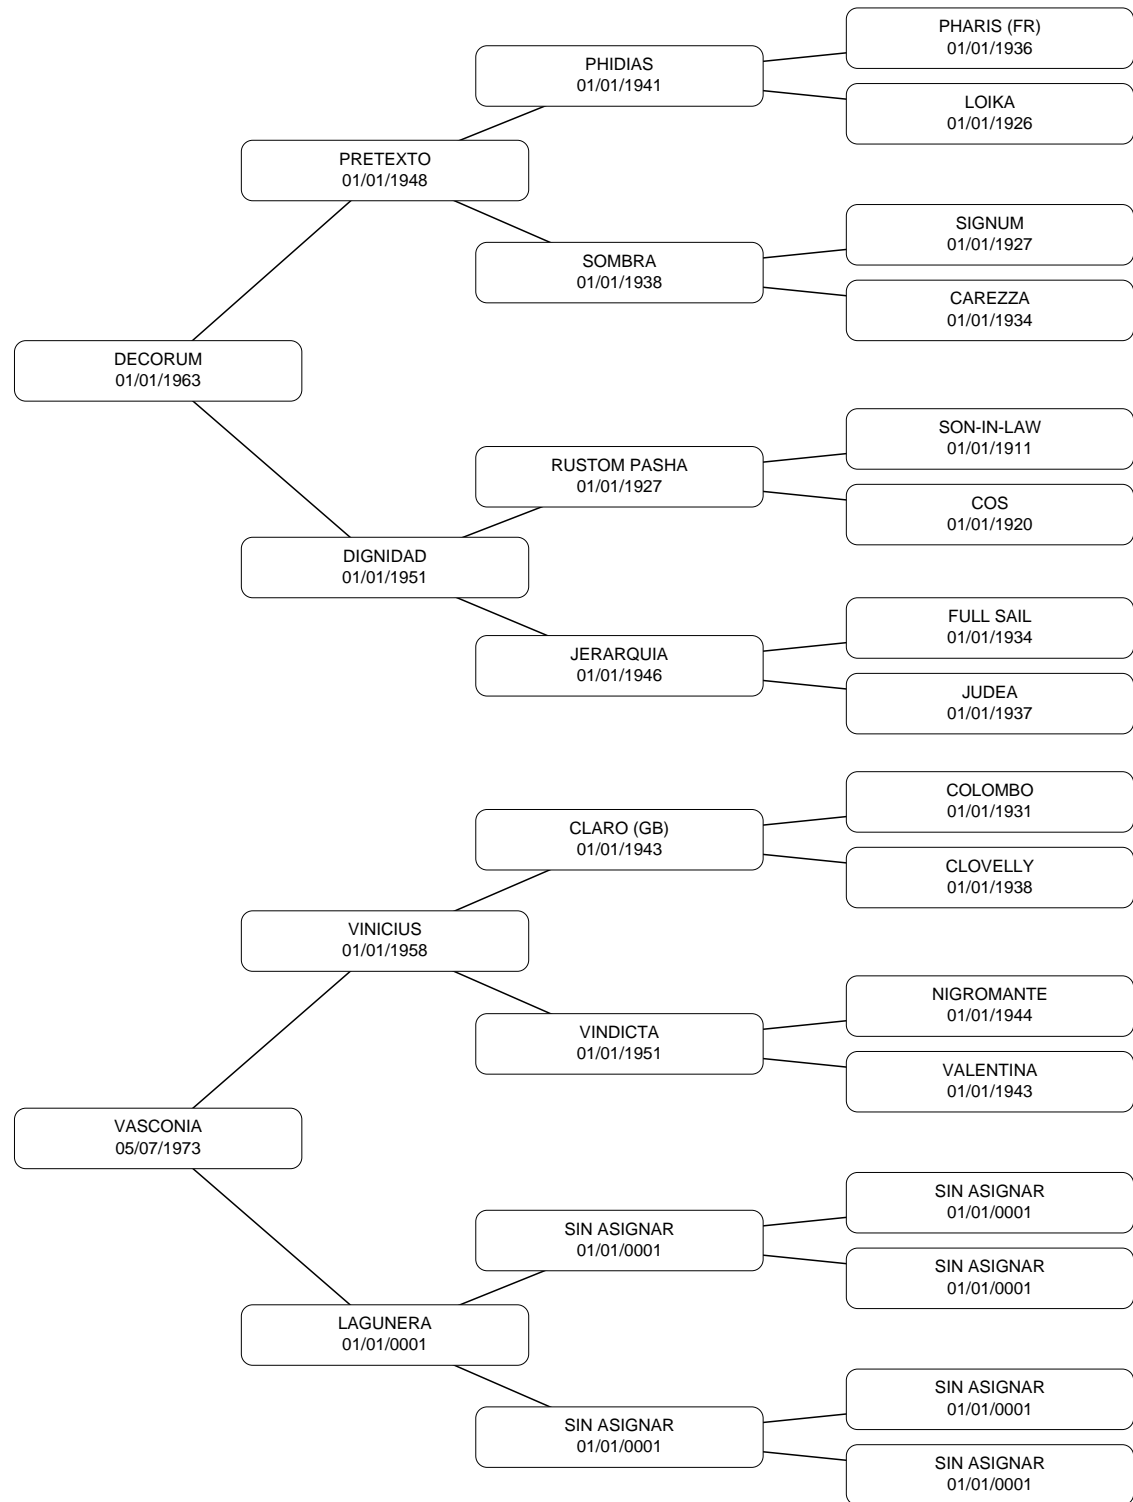 PHARIS (FR)
01/01/1936
PHIDIAS
01/01/1941
LOIKA
01/01/1926
PRETEXTO
01/01/1948
SIGNUM
01/01/1927
SOMBRA
01/01/1938
CAREZZA
01/01/1934
DECORUM
01/01/1963
SON-IN-LAW
01/01/1911
RUSTOM PASHA
01/01/1927
COS
01/01/1920
DIGNIDAD
01/01/1951
FULL SAIL
01/01/1934
JERARQUIA
01/01/1946
JUDEA
01/01/1937
COLOMBO
01/01/1931
CLARO (GB)
01/01/1943
CLOVELLY
01/01/1938
VINICIUS
01/01/1958
NIGROMANTE
01/01/1944
VINDICTA
01/01/1951
VALENTINA
01/01/1943
VASCONIA
05/07/1973
SIN ASIGNAR
01/01/0001
SIN ASIGNAR
01/01/0001
SIN ASIGNAR
01/01/0001
LAGUNERA
01/01/0001
SIN ASIGNAR
01/01/0001
SIN ASIGNAR
01/01/0001
SIN ASIGNAR
01/01/0001